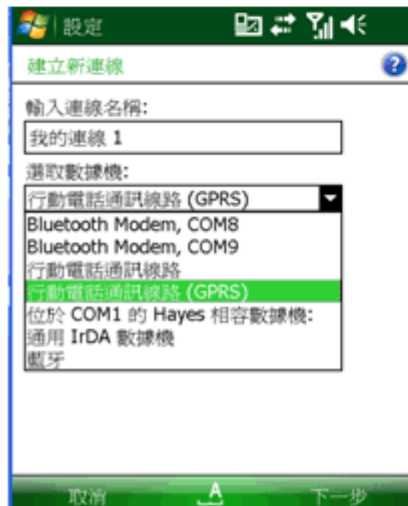 設定
建立新連線
輸入連線名稱:
我的連線 1
選取數據機:
行動電話通訊線路 (GPRS)
Bluetooth Modem, COM8
Bluetooth Modem, COM9
行動電話通訊線路
行動電話通訊線路 (GPRS)
位於 COM1 的 Hayes 相容數據機:
通用 IrDA 數據機
藍牙
取消 A 下一步